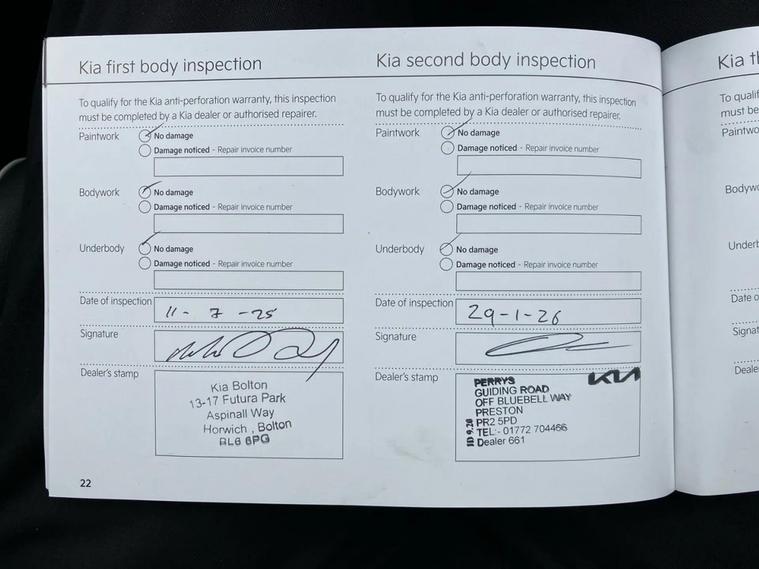 Kia first body inspection
To qualify for the Kia anti-perforation warranty, this inspection
must be completed by a Kia dealer or authorised repairer.
Paintwork No damage
Damage noticed - Repair invoice number
Bodywork No damage
Damage noticed - Repair invoice number
Underbody No damage
Damage noticed - Repair invoice number
Date of inspection 11 - 7 - 25
Signature
Dealer's stamp
Kia Bolton
13-17 Futura Park
Aspinall Way
Horwich , Bolton
BL6 6PG
22
Kia second body inspection
To qualify for the Kia anti-perforation warranty, this inspection
must be completed by a Kia dealer or authorised repairer.
Paintwork No damage
Damage noticed - Repair invoice number
Bodywork No damage
Damage noticed - Repair invoice number
Underbody No damage
Damage noticed - Repair invoice number
Date of inspection 29-1-26
Signature
Dealer's stamp
PERRYS
GUIDING ROAD
OFF BLUEBELL WAY
PRESTON
PR2 5PD
TEL:- 01772 704466
Dealer 661
KIA
Kia
To
must be
Date